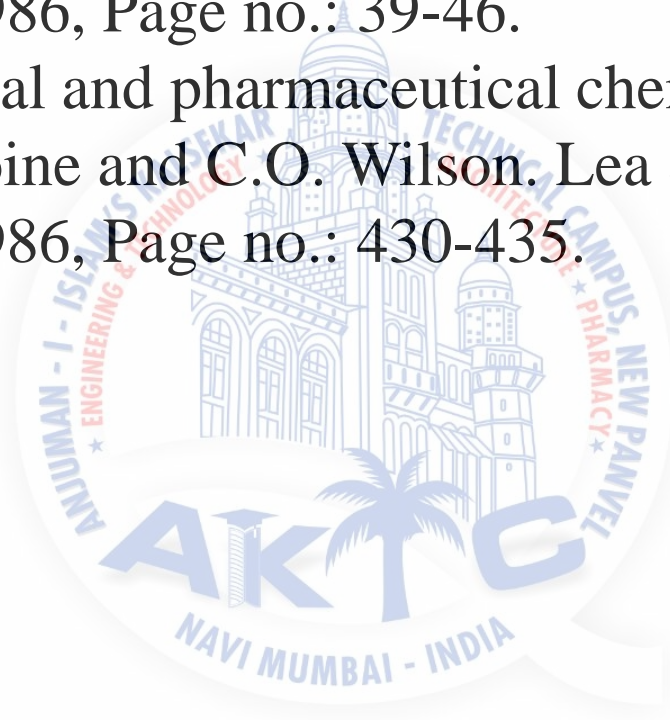 986, Page no.: 39-46.
al and pharmaceutical che
ine and C.O. Wilson. Lea
986, Page no.: 430-435.
ANJUMAN - I - ISLAM'S KALSEKAR TECHNICAL CAMPUS, NEW PANVEL
ENGINEERING & TECHNOLOGY ★ ARCHITECTURE ★ PHARMACY ★
AKTC
NAVI MUMBAI - INDIA